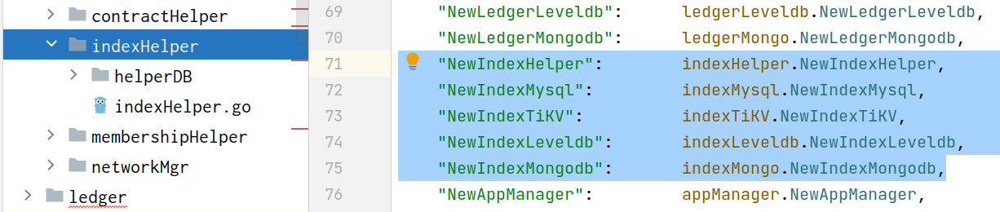 contractHelper
indexHelper
helperDB
indexHelper.go
membershipHelper
networkMgr
ledger
69 "NewLedgerLeveldb": ledgerLeveldb.NewLedgerLeveldb,
70 "NewLedgerMongodb": ledgerMongo.NewLedgerMongodb,
71 "NewIndexHelper": indexHelper.NewIndexHelper,
72 "NewIndexMysql": indexMysql.NewIndexMysql,
73 "NewIndexTiKV": indexTiKV.NewIndexTiKV,
74 "NewIndexLeveldb": indexLeveldb.NewIndexLeveldb,
75 "NewIndexMongodb": indexMongo.NewIndexMongodb,
76 "NewAppManager": appManager.NewAppManager,